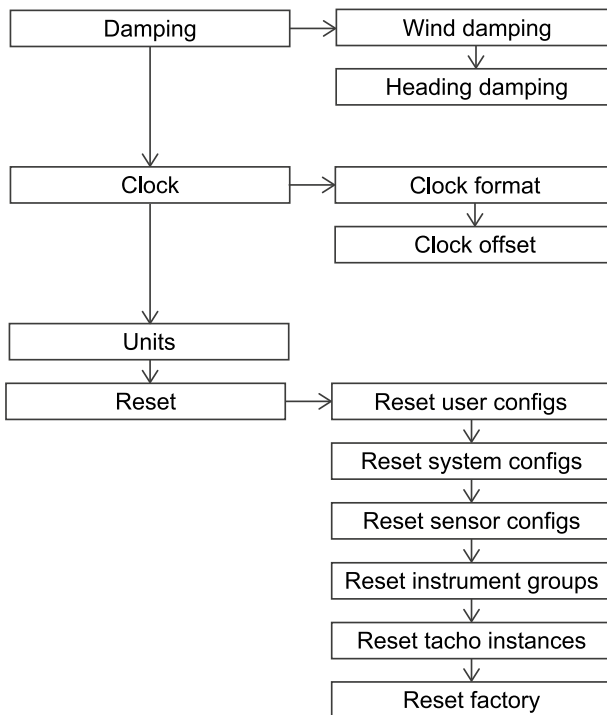 Damping
Wind damping
Heading damping
Clock
Clock format
Clock offset
Units
Reset
Reset user configs
Reset system configs
Reset sensor configs
Reset instrument groups
Reset tacho instances
Reset factory